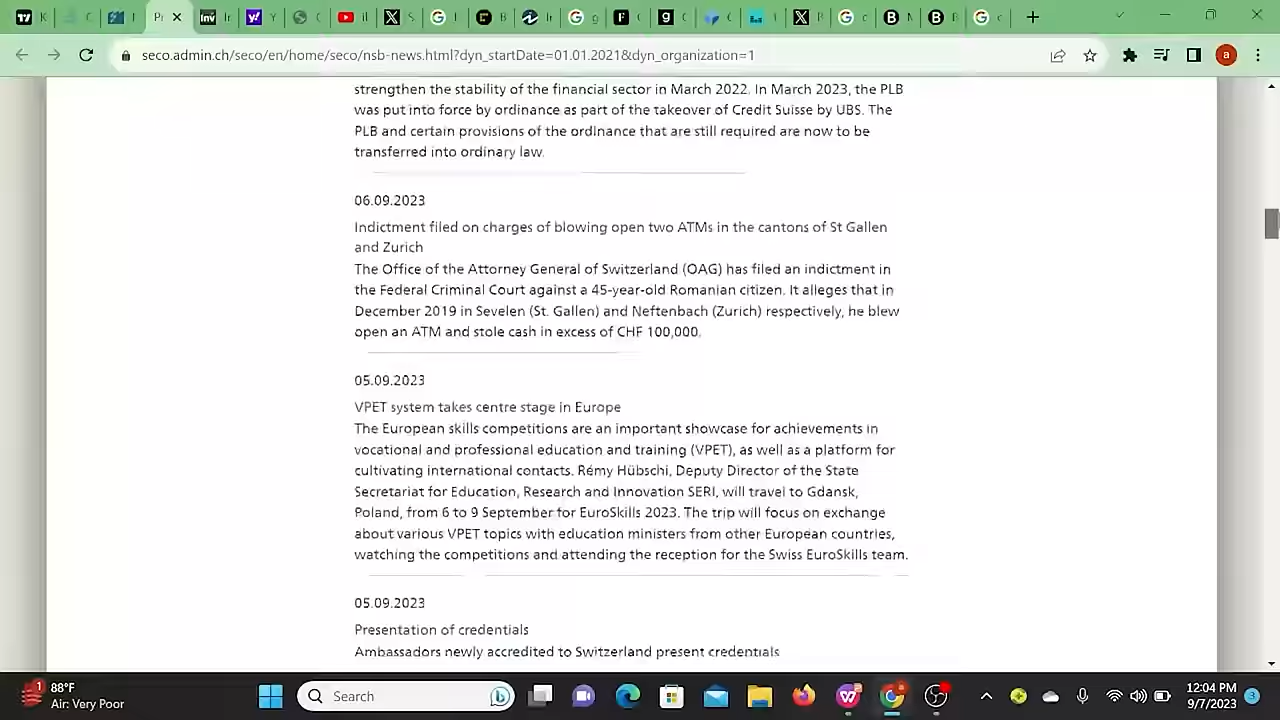 seco.admin.ch/seco/en/home/seco/nsb-news.html?dyn_startDate=01.01.2021&dyn_organization=1
strengthen the stability of the financial sector in March 2022. In March 2023, the PLB
was put into force by ordinance as part of the takeover of Credit Suisse by UBS. The
PLB and certain provisions of the ordinance that are still required are now to be
transferred into ordinary law.
06.09.2023
Indictment filed on charges of blowing open two ATMs in the cantons of St Gallen
and Zurich
The Office of the Attorney General of Switzerland (OAG) has filed an indictment in
the Federal Criminal Court against a 45-year-old Romanian citizen. It alleges that in
December 2019 in Sevelen (St. Gallen) and Neftenbach (Zurich) respectively, he blew
open an ATM and stole cash in excess of CHF 100,000.
05.09.2023
VPET system takes centre stage in Europe
The European skills competitions are an important showcase for achievements in
vocational and professional education and training (VPET), as well as a platform for
cultivating international contacts. Rémy Hübschi, Deputy Director of the State
Secretariat for Education, Research and Innovation SERI, will travel to Gdansk,
Poland, from 6 to 9 September for EuroSkills 2023. The trip will focus on exchange
about various VPET topics with education ministers from other European countries,
watching the competitions and attending the reception for the Swiss EuroSkills team.
05.09.2023
Presentation of credentials
Ambassadors newly accredited to Switzerland present credentials
1
88°F
Air: Very Poor
Search
12:04 PM
9/7/2023
3